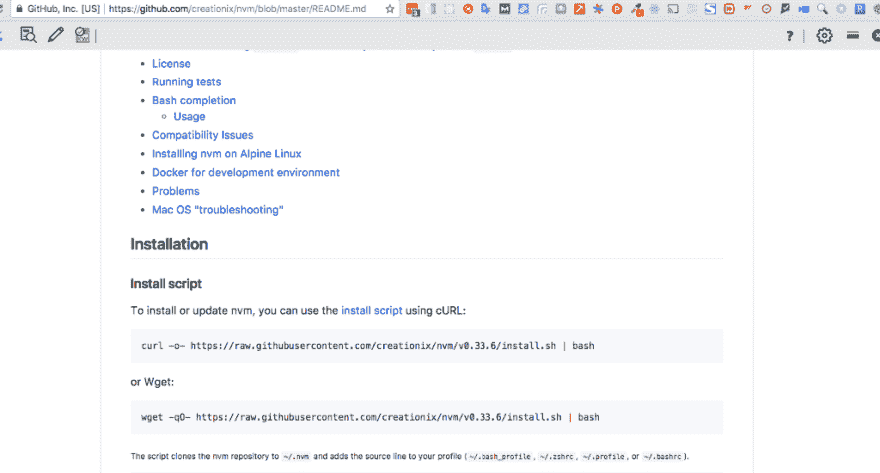 GitHub, Inc. [US] https://github.com/creationix/nvm/blob/master/README.md
License
Running tests
Bash completion
Usage
Compatibility Issues
Installing nvm on Alpine Linux
Docker for development environment
Problems
Mac OS "troubleshooting"
Installation
Install script
To install or update nvm, you can use the install script using cURL:
curl -o- https://raw.githubusercontent.com/creationix/nvm/v0.33.6/install.sh | bash
or Wget:
wget -qO- https://raw.githubusercontent.com/creationix/nvm/v0.33.6/install.sh | bash
The script clones the nvm repository to ~/.nvm and adds the source line to your profile ( ~/.bash_profile , ~/.zshrc , ~/.profile , or ~/.bashrc ).